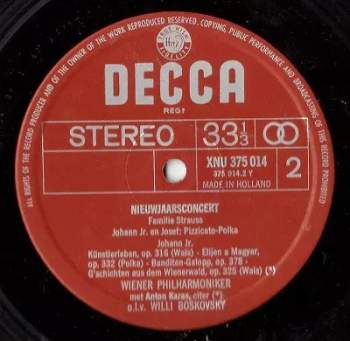 ALL RIGHTS OF THE RECORD PRODUCER AND OF THE OWNER OF THE WORK REPRODUCED RESERVED. COPYING, PUBLIC PERFORMANCE AND BROADCASTING OF THIS RECORD PROHIBITED
ffrr
DECCA
REGT
STEREO 33 1/3
XNU 375 014
375 014.2 Y
MADE IN HOLLAND
2
NIEUWJAARSCONCERT
Familie Strauss
Johann Jr. en Josef: Pizzicato-Polka
Johann Jr.
Künstlerleben, op. 316 (Wals) - Eljen a Magyar,
op. 332 (Polka) - Banditen-Galopp, op. 378 -
G'schichten aus dem Wienerwald, op. 325 (Wals) (*)
WIENER PHILHARMONIKER
met Anton Karas, citer (*)
o.l.v. WILLI BOSKOVSKY